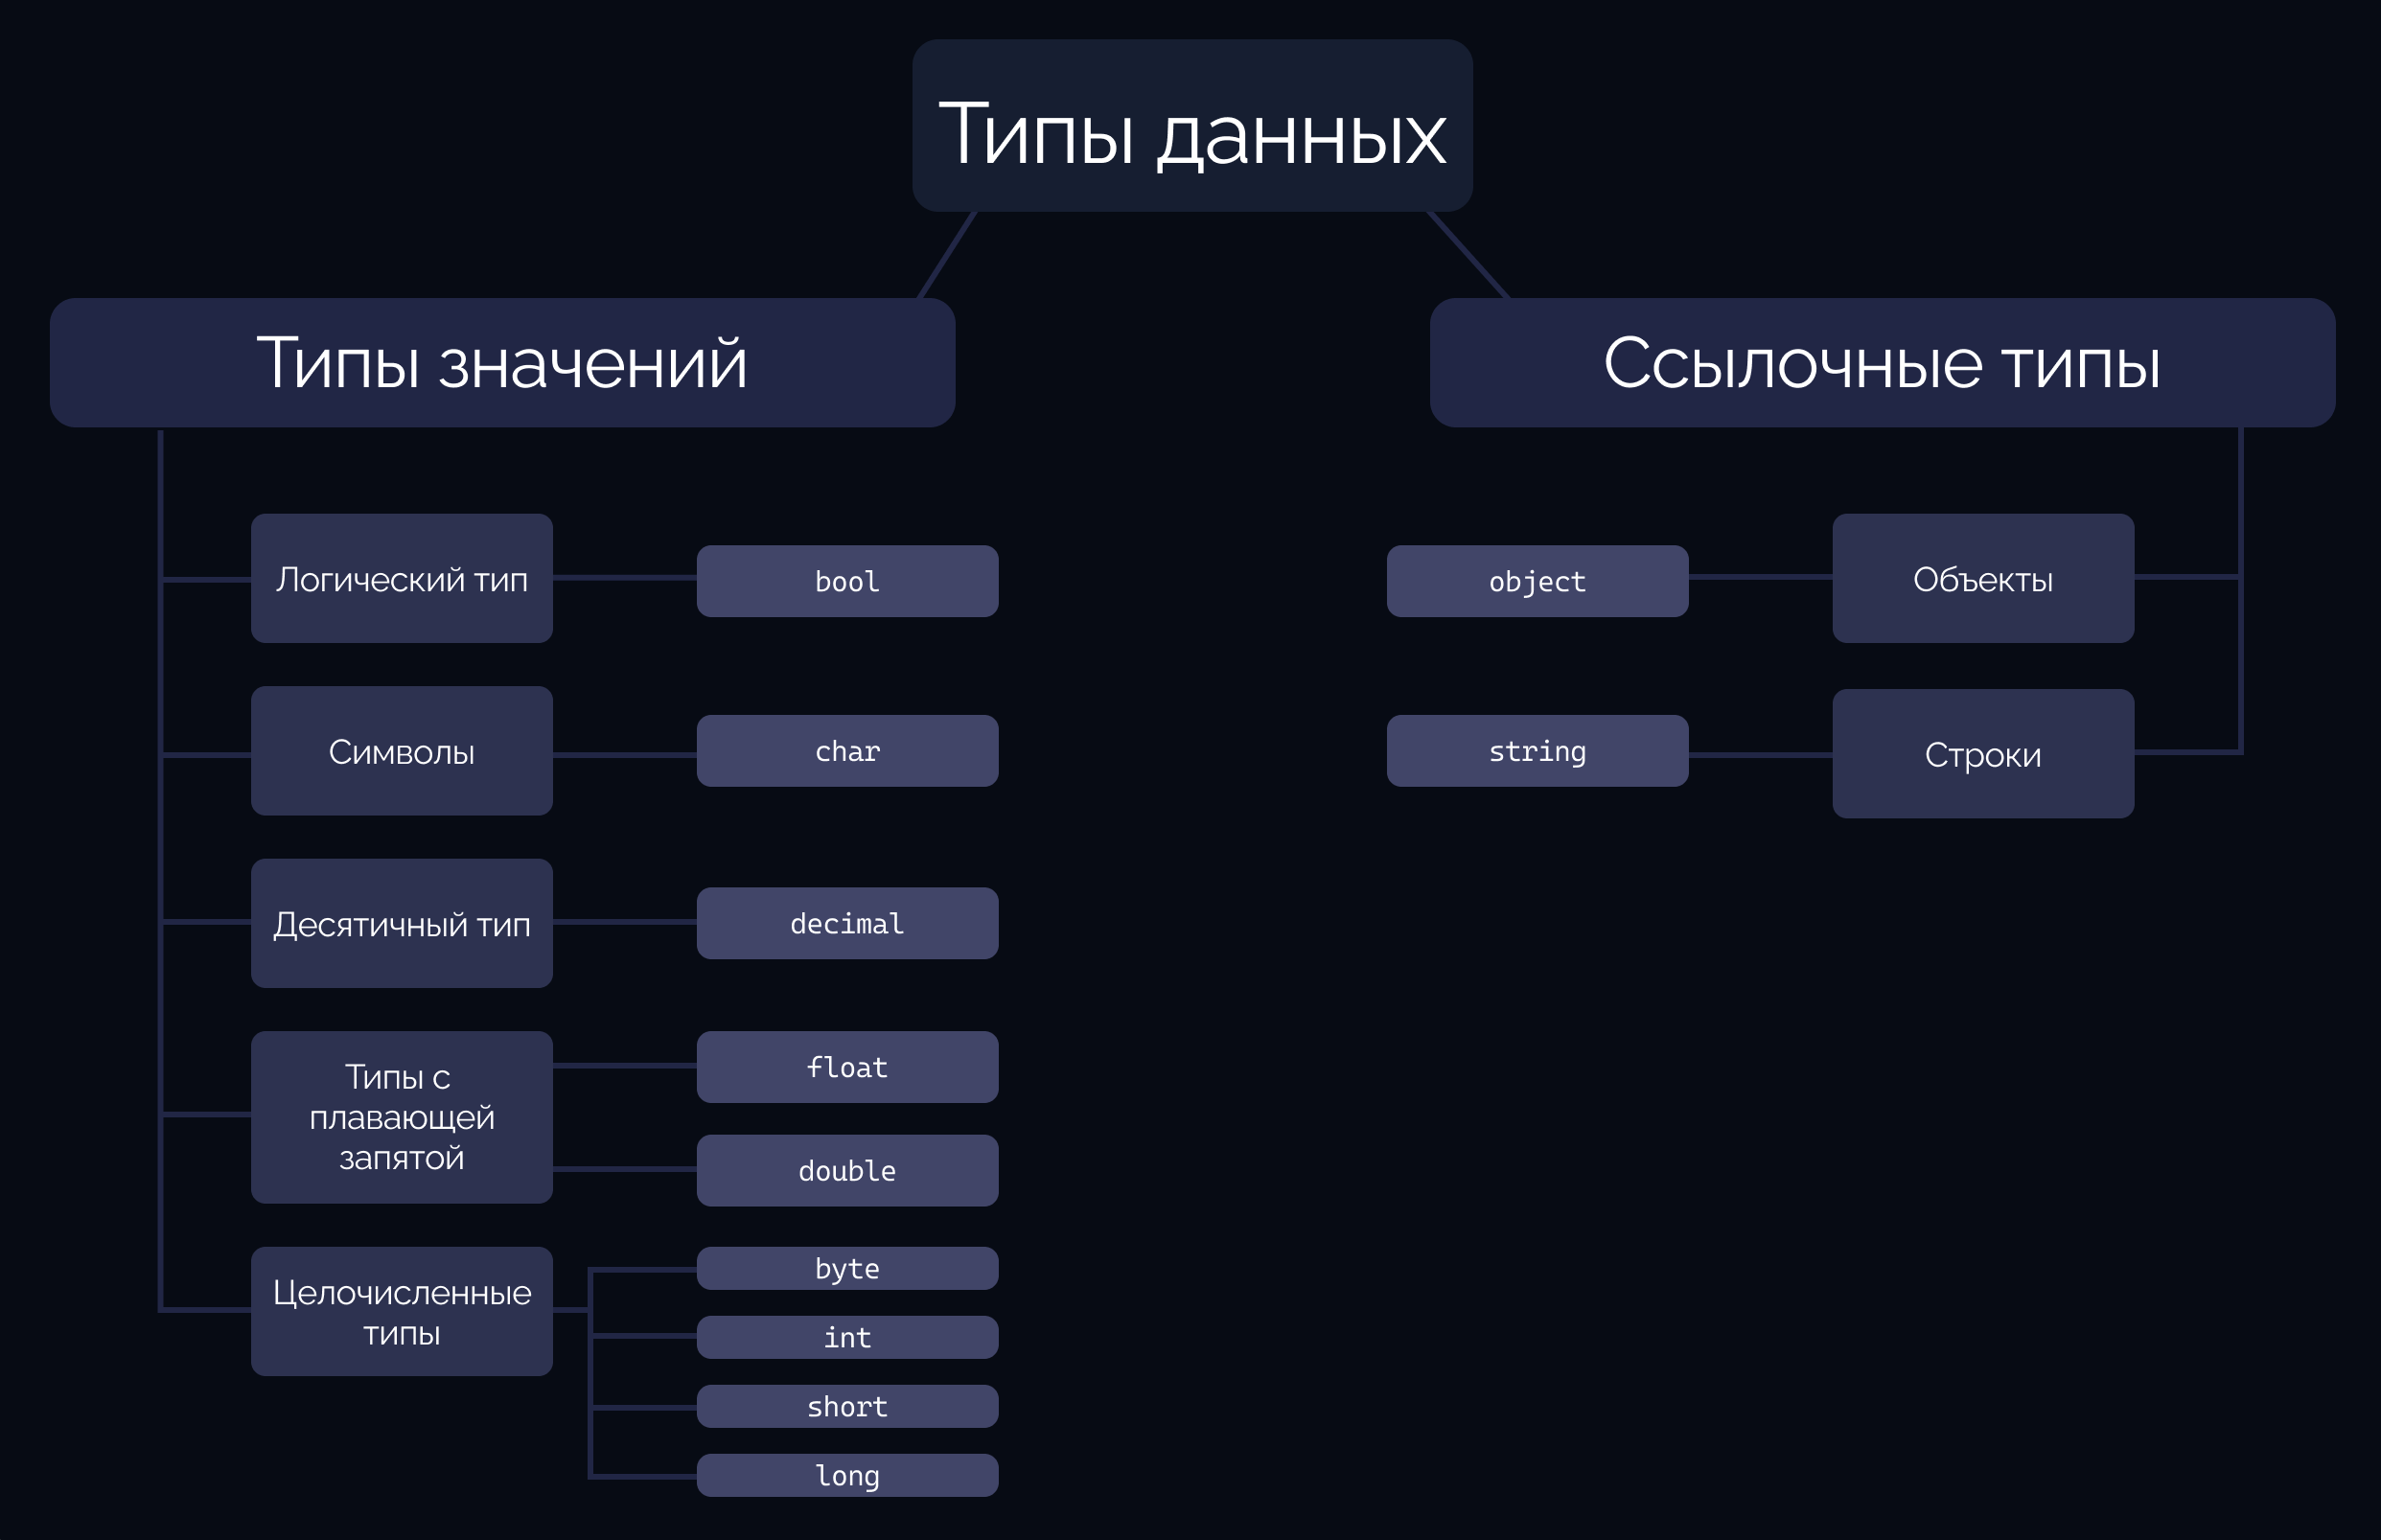 Типы данных
Типы значений
Ссылочные типы
Логический тип
bool
object
Объекты
Символы
char
string
Строки
Десятичный тип
decimal
Типы с
плавающей
запятой
float
double
Целочисленные
типы
byte
int
short
long